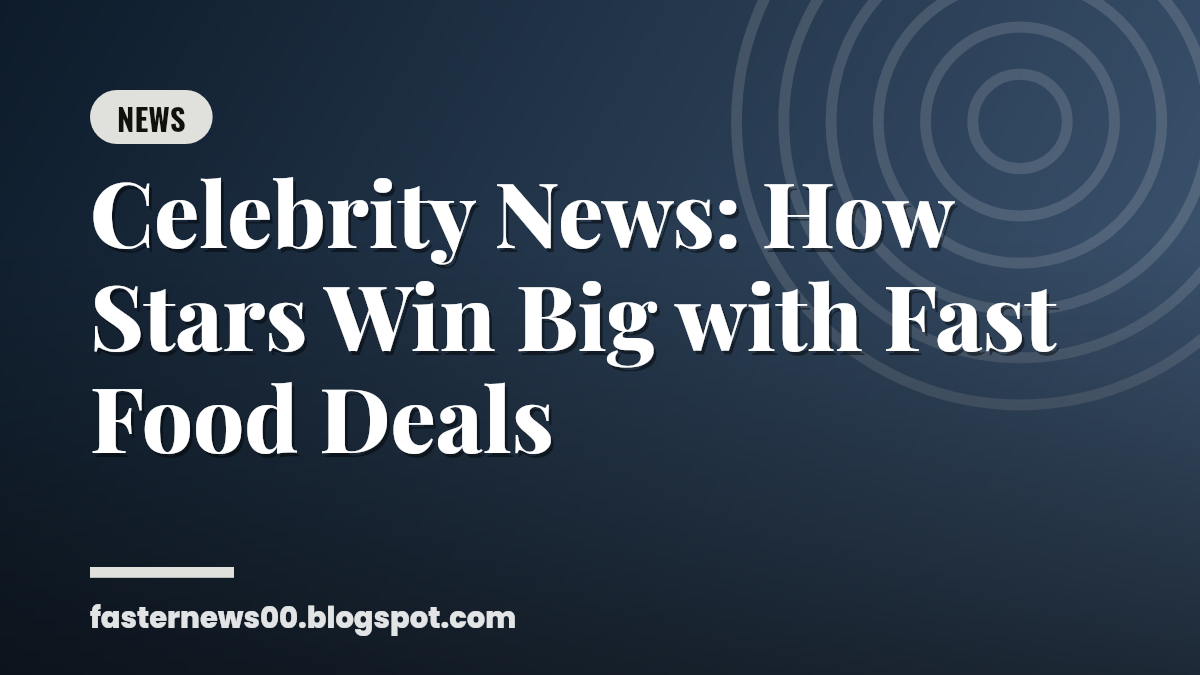 NEWS
Celebrity News: How
Stars Win Big with Fast
Food Deals
fasternews00.blogspot.com